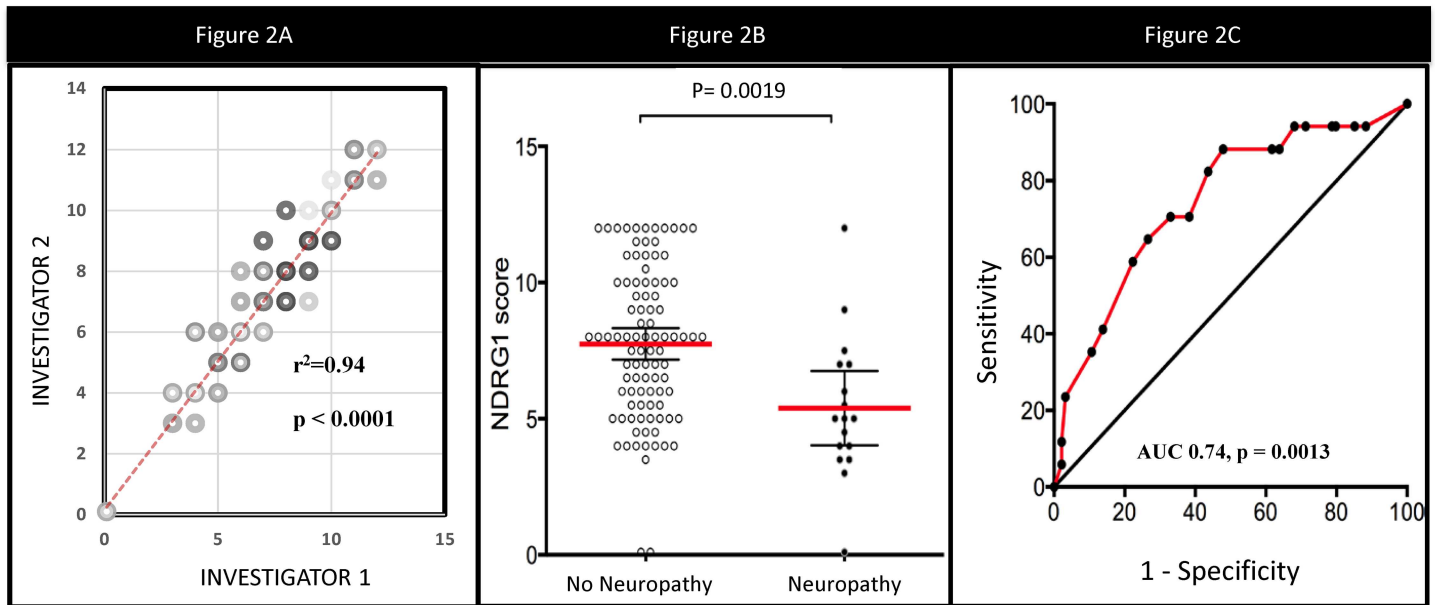 Figure 2A
Figure 2B
Figure 2C
14
12
10
8
6
4
2
0
0
5
10
15
INVESTIGATOR 2
INVESTIGATOR 1
r²=0.94
p < 0.0001
P= 0.0019
15
10
5
0
NDRG1 score
No Neuropathy
Neuropathy
100
80
60
40
20
0
0
20
40
60
80
100
Sensitivity
1 - Specificity
AUC 0.74, p = 0.0013